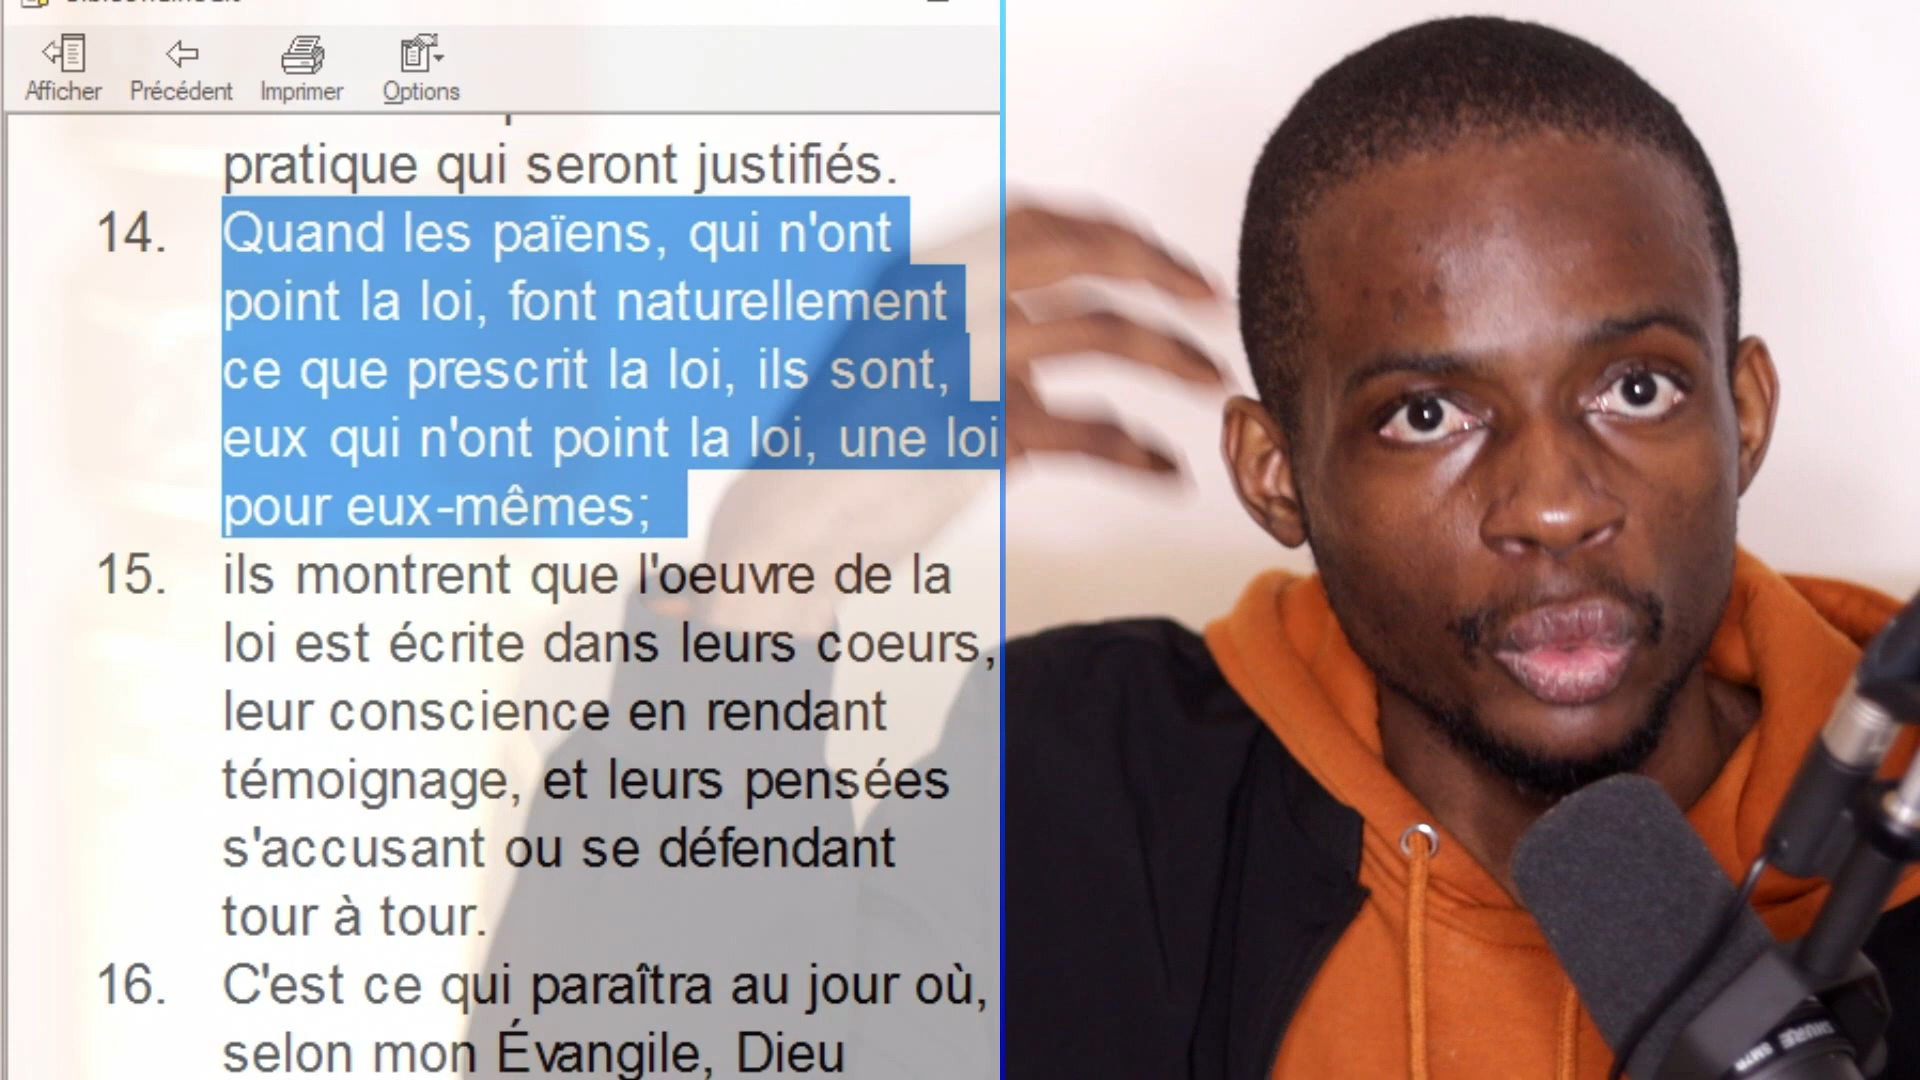 Afficher Précédent Imprimer Options
pratique qui seront justifiés.
14. Quand les païens, qui n'ont
point la loi, font naturellement
ce que prescrit la loi, ils sont,
eux qui n'ont point la loi, une loi
pour eux-mêmes;
15. ils montrent que l'oeuvre de la
loi est écrite dans leurs coeurs,
leur conscience en rendant
témoignage, et leurs pensées
s'accusant ou se défendant
tour à tour.
16. C'est ce qui paraîtra au jour où,
selon mon Évangile, Dieu
SHURE SM7B